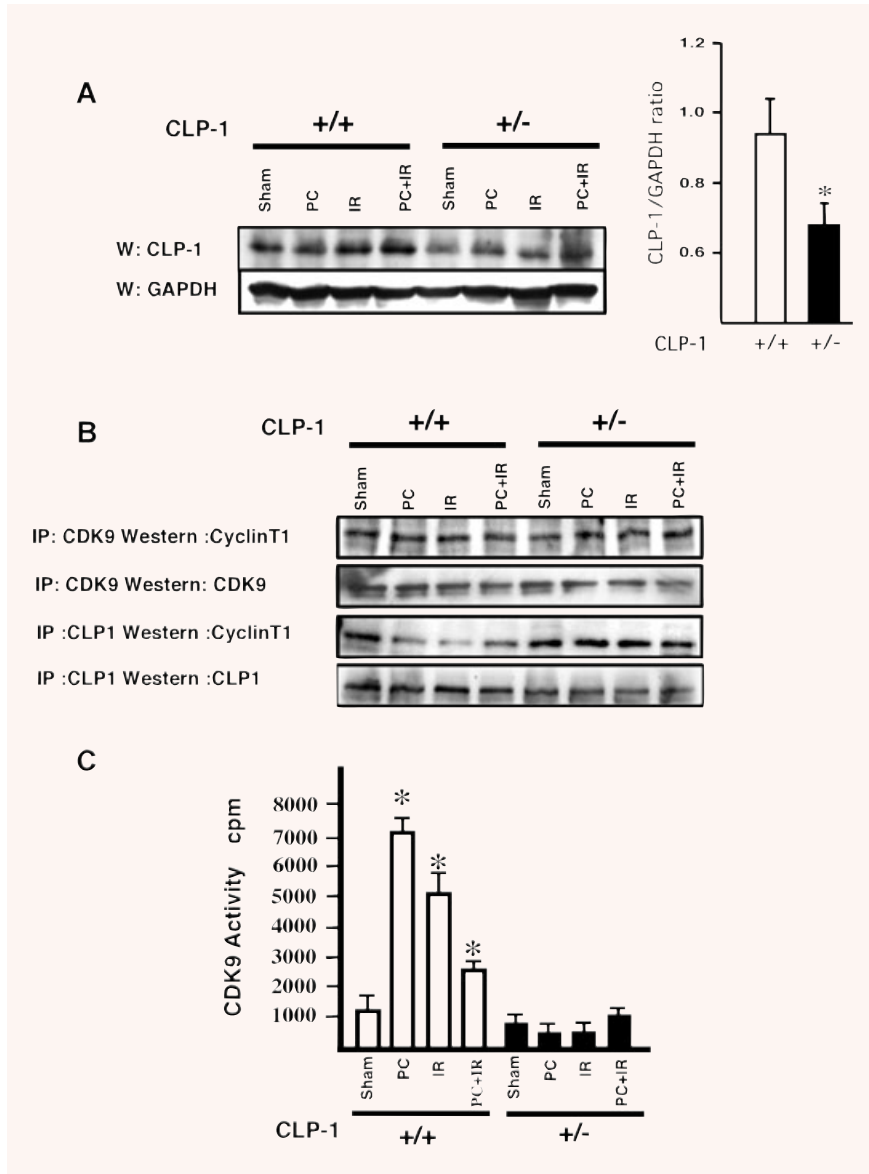 A
CLP-1 +/+ +/-
Sham PC IR PC+IR Sham PC IR PC+IR
W: CLP-1
W: GAPDH
CLP-1/GAPDH ratio
1.2
1.0
0.8
0.6
*
CLP-1 +/+ +/-
B
CLP-1 +/+ +/-
Sham PC IR PC+IR Sham PC IR PC+IR
IP: CDK9 Western :CyclinT1
IP: CDK9 Western: CDK9
IP :CLP1 Western :CyclinT1
IP :CLP1 Western :CLP1
C
CDK9 Activity cpm
8000
7000
6000
5000
4000
3000
2000
1000
* * *
Sham PC IR PC+IR Sham PC IR PC+IR
CLP-1 +/+ +/-